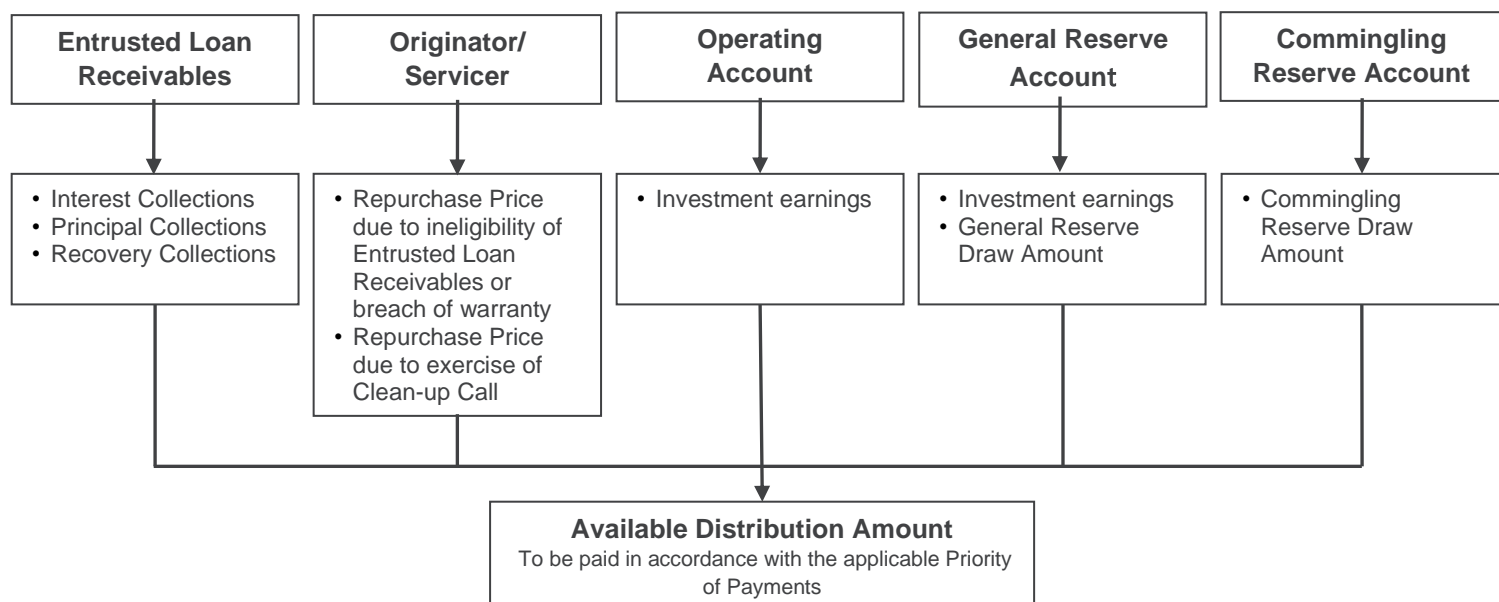 Entrusted Loan
Receivables
Originator/
Servicer
Operating
Account
General Reserve
Account
Commingling
Reserve Account
• Interest Collections
• Principal Collections
• Recovery Collections
• Repurchase Price
due to ineligibility of
Entrusted Loan
Receivables or
breach of warranty
• Repurchase Price
due to exercise of
Clean-up Call
• Investment earnings
• Investment earnings
• General Reserve
Draw Amount
• Commingling
Reserve Draw
Amount
Available Distribution Amount
To be paid in accordance with the applicable Priority
of Payments